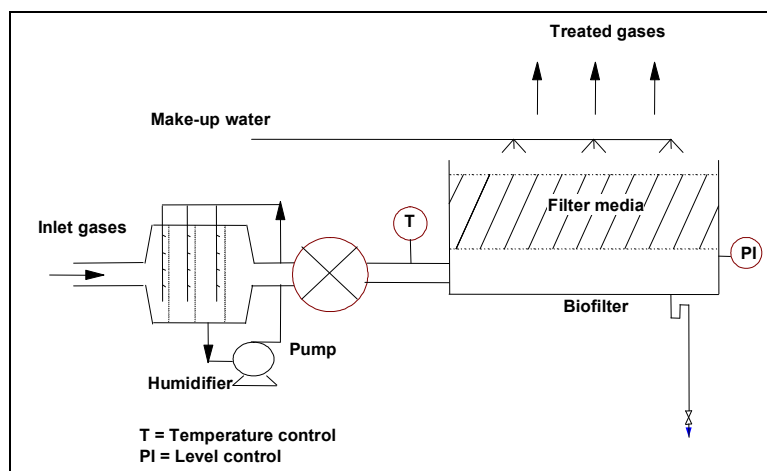 Treated gases
Make-up water
Inlet gases
T
Filter media
PI
Biofilter
Pump
Humidifier
T = Temperature control
PI = Level control